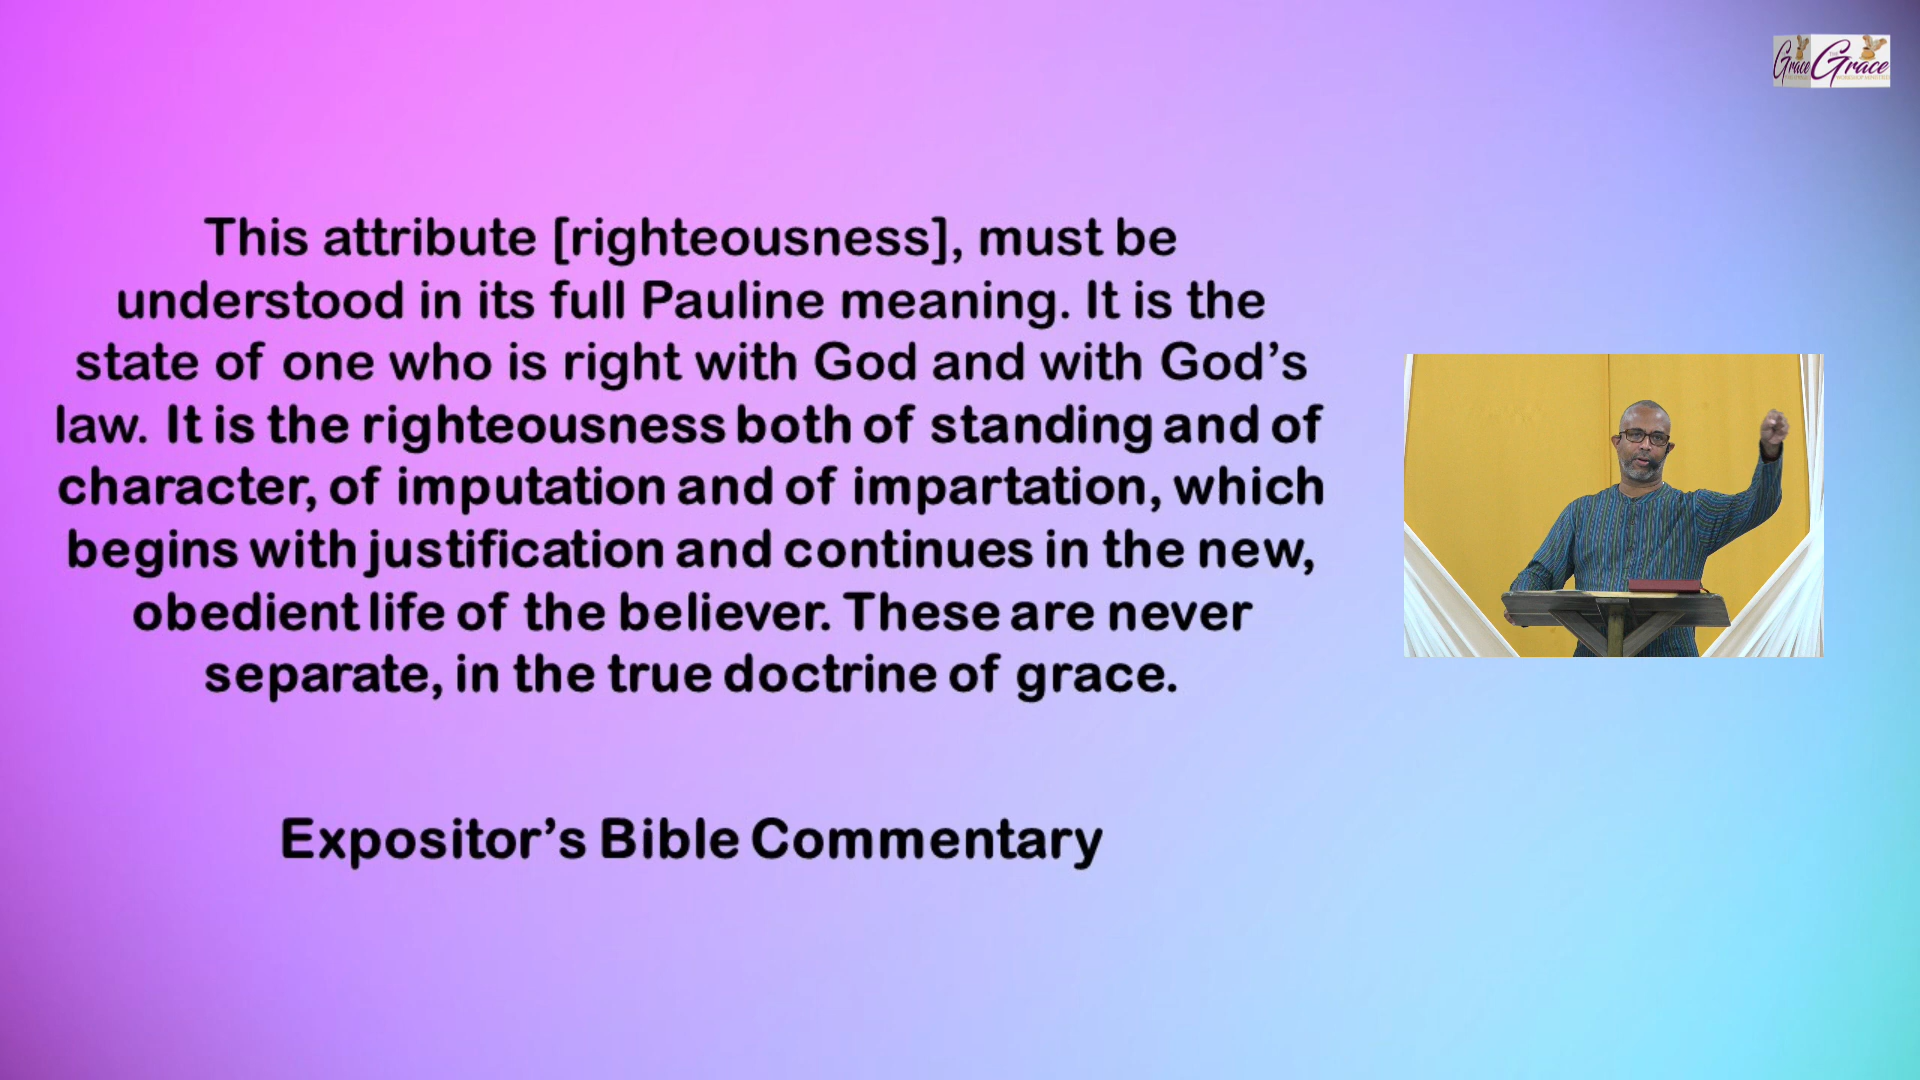 Grace Grace
This attribute [righteousness], must be
understood in its full Pauline meaning. It is the
state of one who is right with God and with God’s
law. It is the righteousness both of standing and of
character, of imputation and of impartation, which
begins with justification and continues in the new,
obedient life of the believer. These are never
separate, in the true doctrine of grace.
Expositor’s Bible Commentary